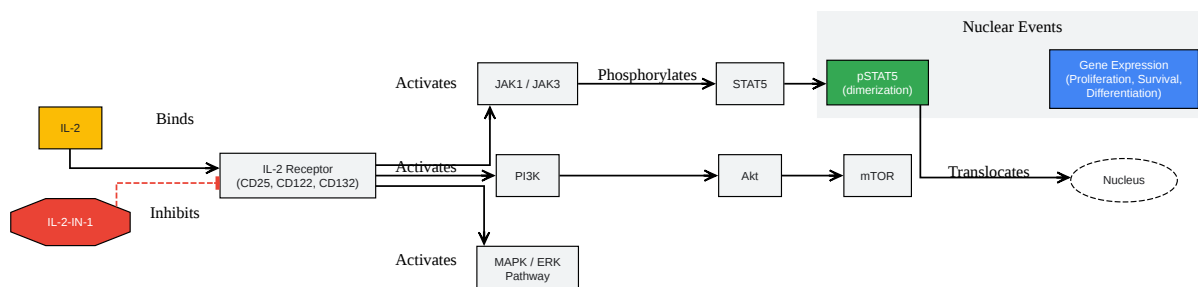 Nuclear Events
Activates
JAK1 / JAK3
Phosphorylates
STAT5
pSTAT5
(dimerization)
Gene Expression
(Proliferation, Survival,
Differentiation)
IL-2
Binds
IL-2 Receptor
(CD25, CD122, CD132)
Activates
PI3K
Akt
mTOR
Translocates
Nucleus
IL-2-IN-1
Inhibits
Activates
MAPK / ERK
Pathway